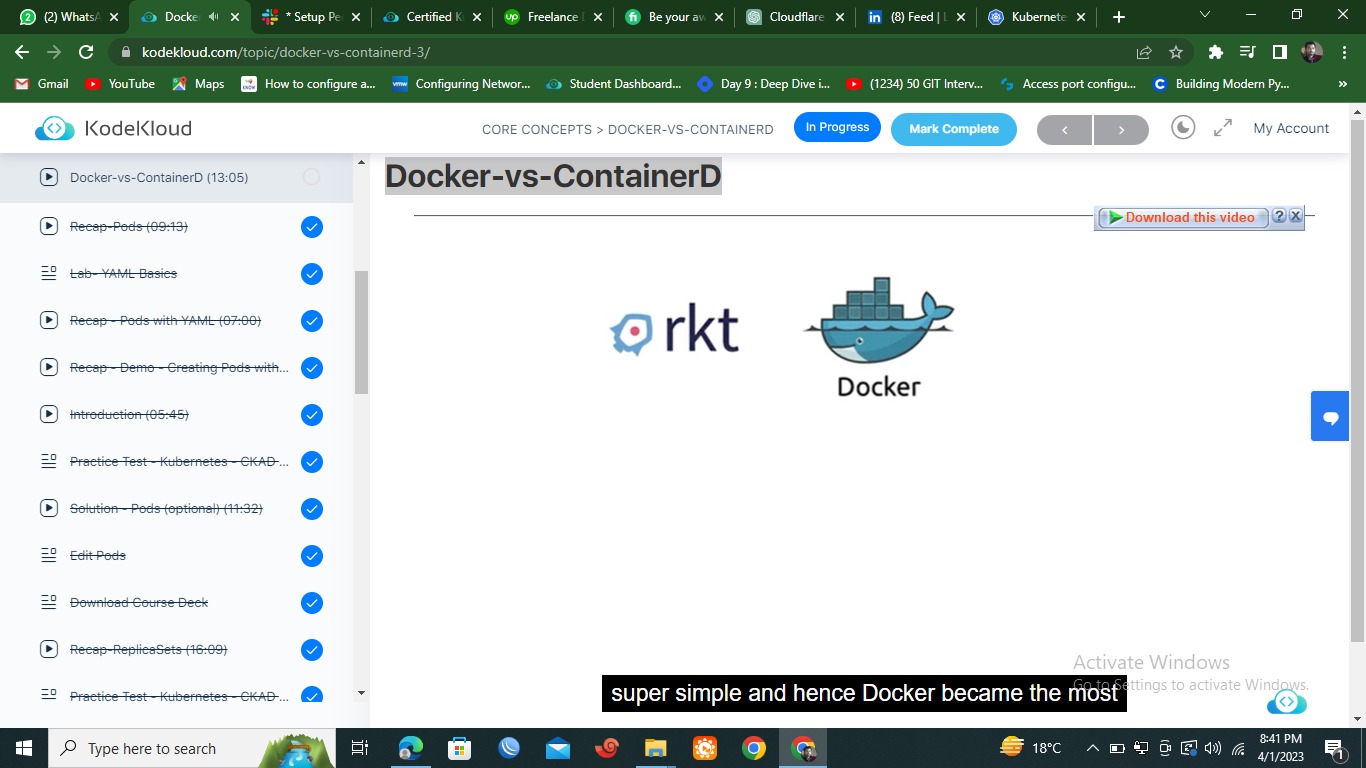 (2) WhatsA
Docke
* Setup Pe
Certified K
Freelance
Be your aw
Cloudflare
(8) Feed | L
Kubernete
kodekloud.com/topic/docker-vs-containerd-3/
Gmail
YouTube
Maps
How to configure a...
Configuring Networ...
Student Dashboard...
Day 9 : Deep Dive i...
(1234) 50 GIT Interv...
Access port configu...
Building Modern Py...
KodeKloud
CORE CONCEPTS > DOCKER-VS-CONTAINERD
In Progress
Mark Complete
My Account
Docker-vs-ContainerD (13:05)
Recap-Pods (09:13)
Lab- YAML Basics
Recap - Pods with YAML (07:00)
Recap - Demo - Creating Pods with...
Introduction (05:45)
Practice Test - Kubernetes - CKAD ...
Solution - Pods (optional) (11:32)
Edit Pods
Download Course Deck
Recap-ReplicaSets (16:09)
Practice Test - Kubernetes - CKAD ...
Docker-vs-ContainerD
Download this video
rkt
Docker
super simple and hence Docker became the most
Activate Windows
Go to Settings to activate Windows.
Type here to search
18°C
8:41 PM
4/1/2023
1